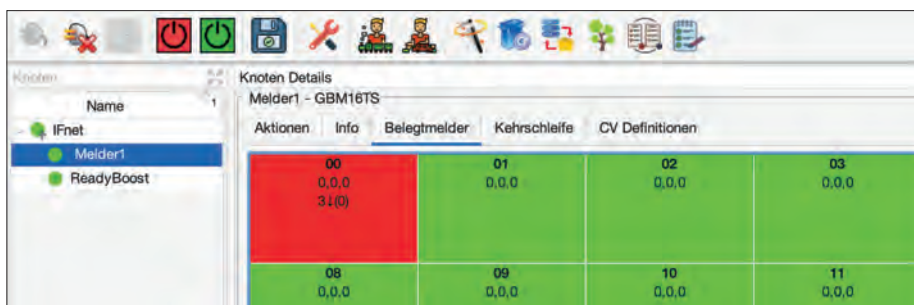 Knoten
Knoten Details
Name
1
Melder1 - GBM16TS
IFnet
Aktionen Info Belegtmelder Kehrschleife CV Definitionen
Melder1
ReadyBoost
00 01 02 03
0,0,0 0,0,0 0,0,0 0,0,0
3↓(0)
08 09 10 11
0,0,0 0,0,0 0,0,0 0,0,0